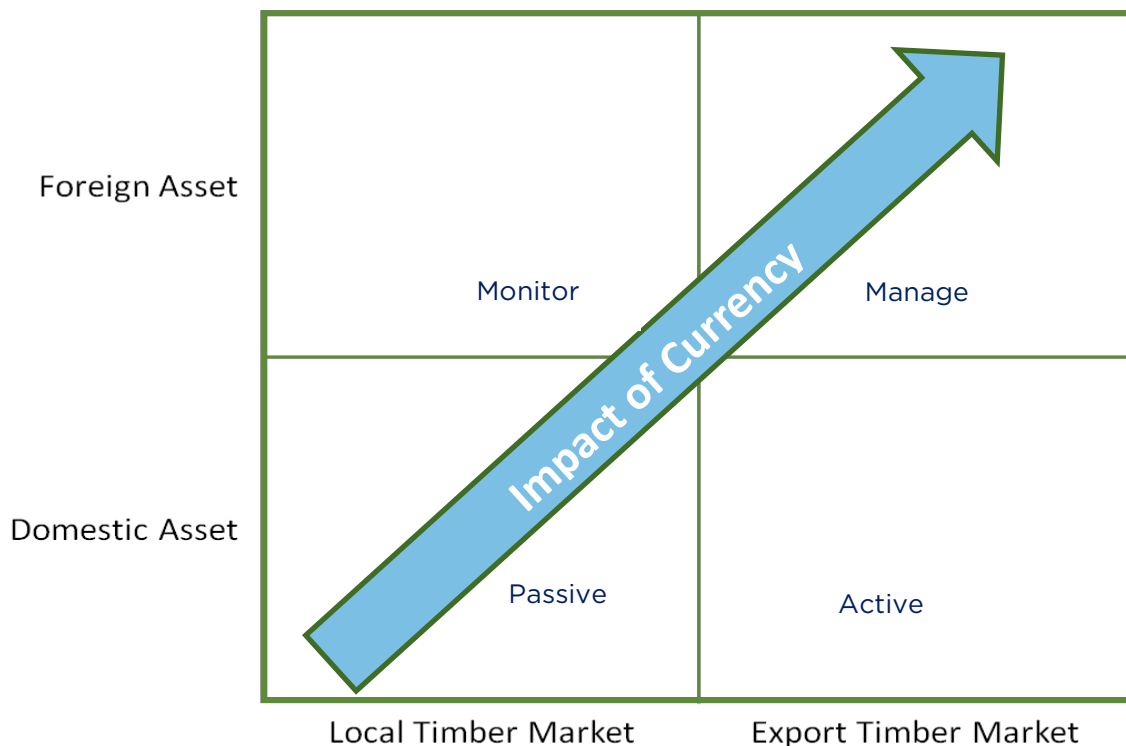 Foreign Asset
Monitor
Manage
Impact of Currency
Domestic Asset
Passive
Active
Local Timber Market
Export Timber Market